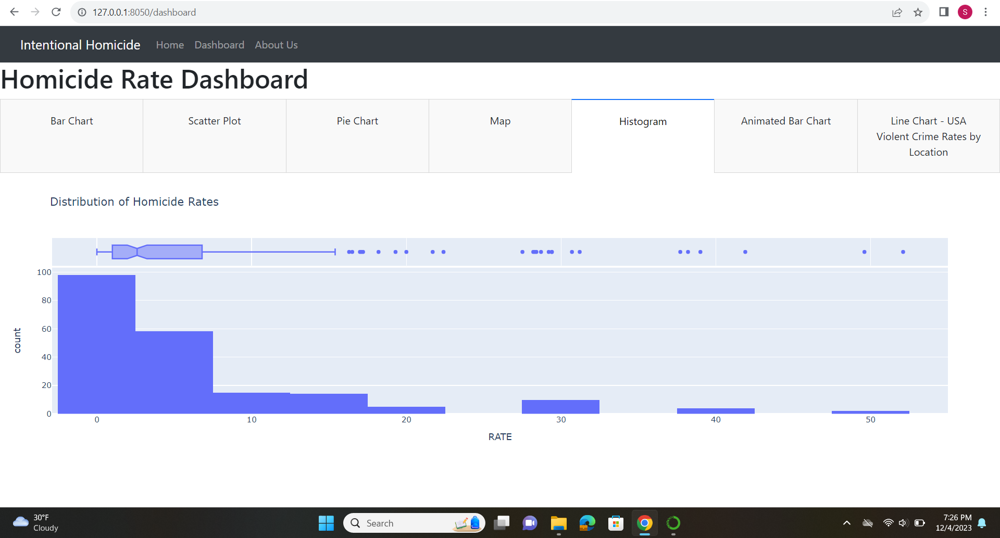 127.0.0.1:8050/dashboard
S
Intentional Homicide Home Dashboard About Us
Homicide Rate Dashboard
Bar Chart
Scatter Plot
Pie Chart
Map
Histogram
Animated Bar Chart
Line Chart - USA
Violent Crime Rates by
Location
Distribution of Homicide Rates
100
80
60
40
20
0
count
0 10 20 30 40 50
RATE
30°F
Cloudy
Search
7:26 PM
12/4/2023